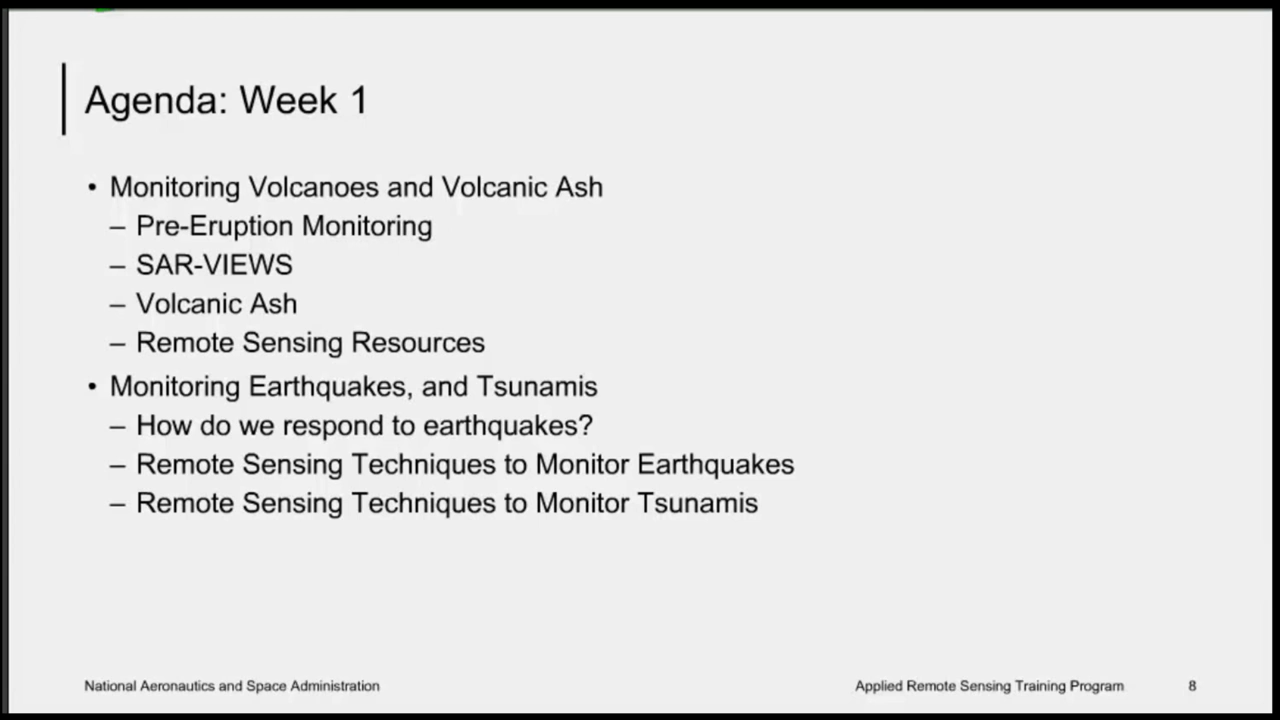 Agenda: Week 1
• Monitoring Volcanoes and Volcanic Ash
– Pre-Eruption Monitoring
– SAR-VIEWS
– Volcanic Ash
– Remote Sensing Resources
• Monitoring Earthquakes, and Tsunamis
– How do we respond to earthquakes?
– Remote Sensing Techniques to Monitor Earthquakes
– Remote Sensing Techniques to Monitor Tsunamis
National Aeronautics and Space Administration
Applied Remote Sensing Training Program
8